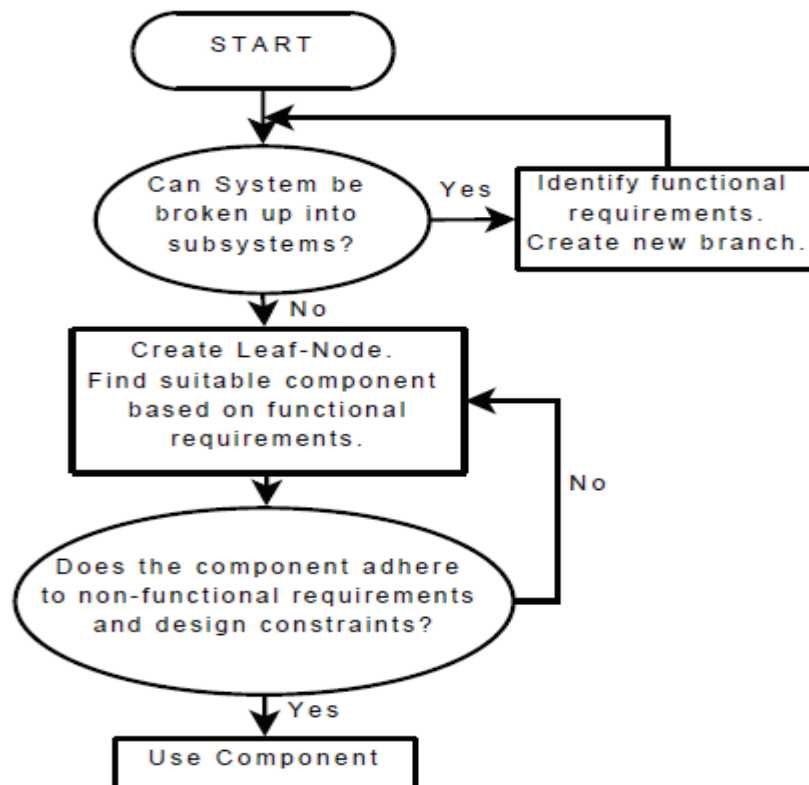 START
Can System be
broken up into
subsystems?
Yes
Identify functional
requirements.
Create new branch.
No
Create Leaf-Node.
Find suitable component
based on functional
requirements.
No
Does the component adhere
to non-functional requirements
and design constraints?
Yes
Use Component